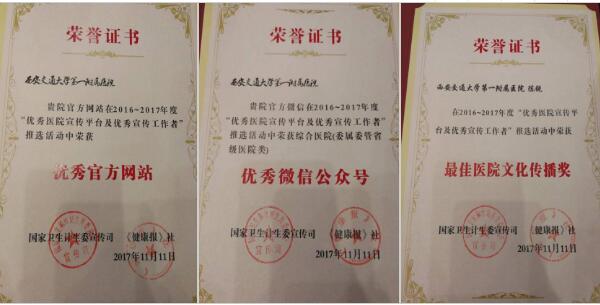 荣誉证书
西安交通大学第一附属医院
贵院官方网站在2016~2017年度
“优秀医院宣传平台及优秀宣传工作者”
推选活动中荣获
优秀官方网站
国家卫生计生委宣传司 《健康报》社
2017年11月11日
荣誉证书
西安交通大学第一附属医院
贵院官方微信在2016~2017年度
“优秀医院宣传平台及优秀宣传工作者”
推选活动中荣获综合医院(委属委管省
级医院类)
优秀微信公众号
国家卫生计生委宣传司 《健康报》社
2017年11月11日
荣誉证书
西安交通大学第一附属医院
在2016~2017年度“优秀医院宣传平
台及优秀宣传工作者”推选活动中荣获
最佳医院文化传播奖
国家卫生计生委宣传司 《健康报》社
2017年11月11日